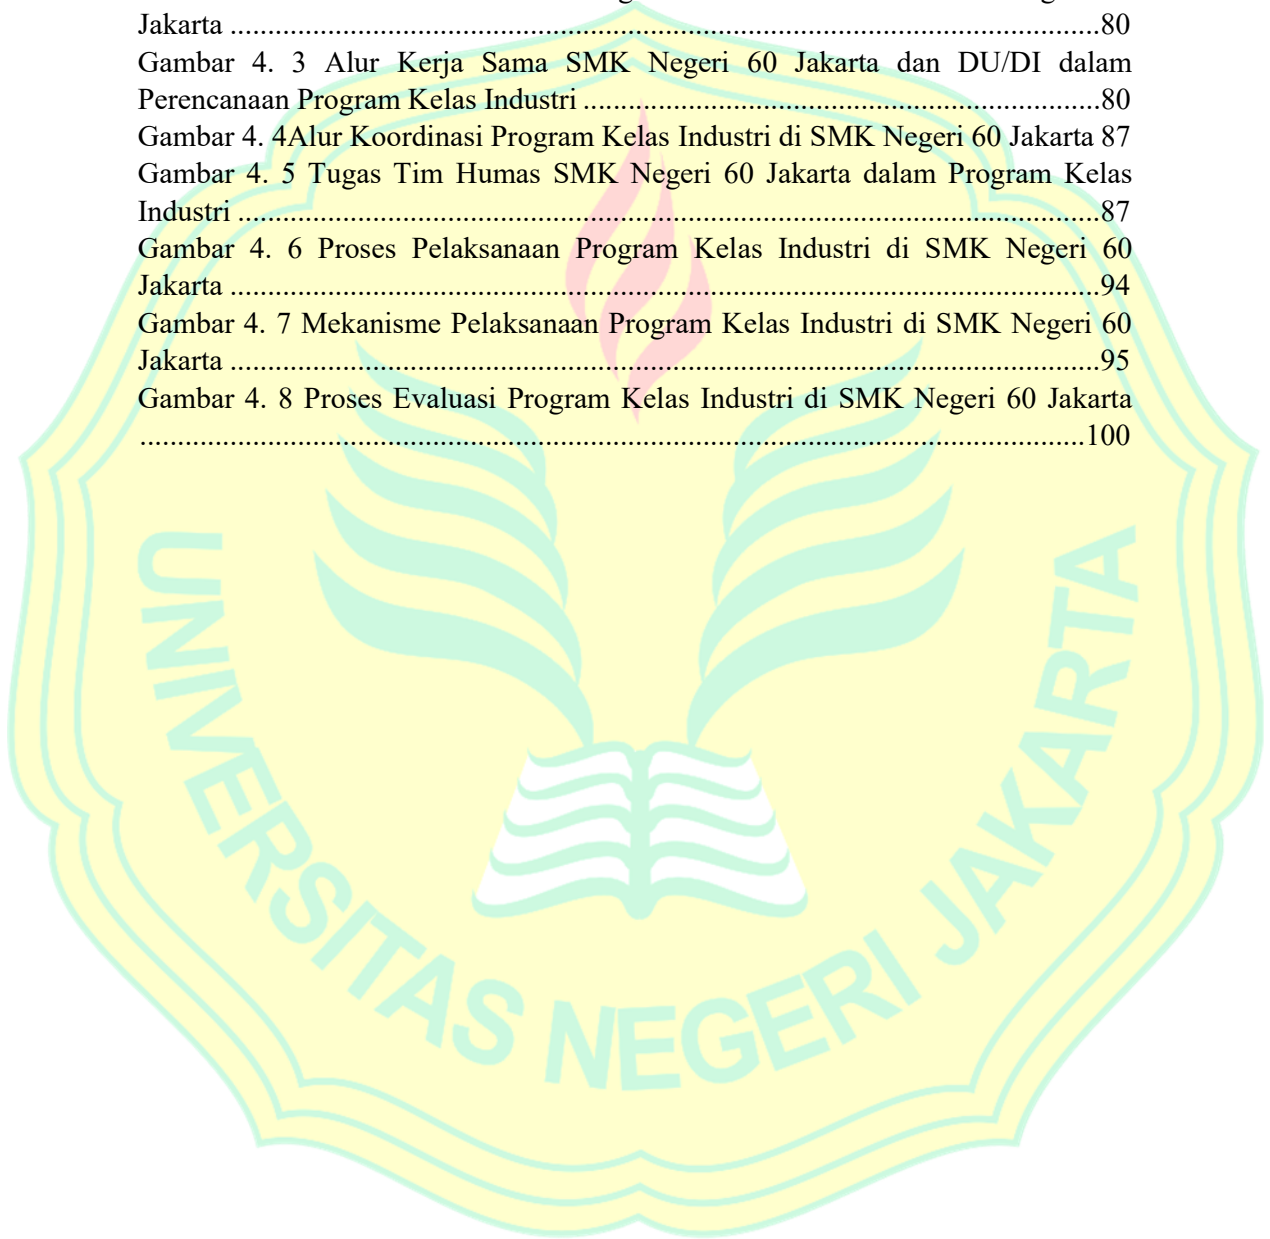 Jakarta ....................................................................................................................80
Gambar 4. 3 Alur Kerja Sama SMK Negeri 60 Jakarta dan DU/DI dalam
Perencanaan Program Kelas Industri .....................................................................80
Gambar 4. 4Alur Koordinasi Program Kelas Industri di SMK Negeri 60 Jakarta 87
Gambar 4. 5 Tugas Tim Humas SMK Negeri 60 Jakarta dalam Program Kelas
Industri ...................................................................................................................87
Gambar 4. 6 Proses Pelaksanaan Program Kelas Industri di SMK Negeri 60
Jakarta ....................................................................................................................94
Gambar 4. 7 Mekanisme Pelaksanaan Program Kelas Industri di SMK Negeri 60
Jakarta ....................................................................................................................95
Gambar 4. 8 Proses Evaluasi Program Kelas Industri di SMK Negeri 60 Jakarta
..............................................................................................................................100
UNIVERSITAS NEGERI JAKARTA